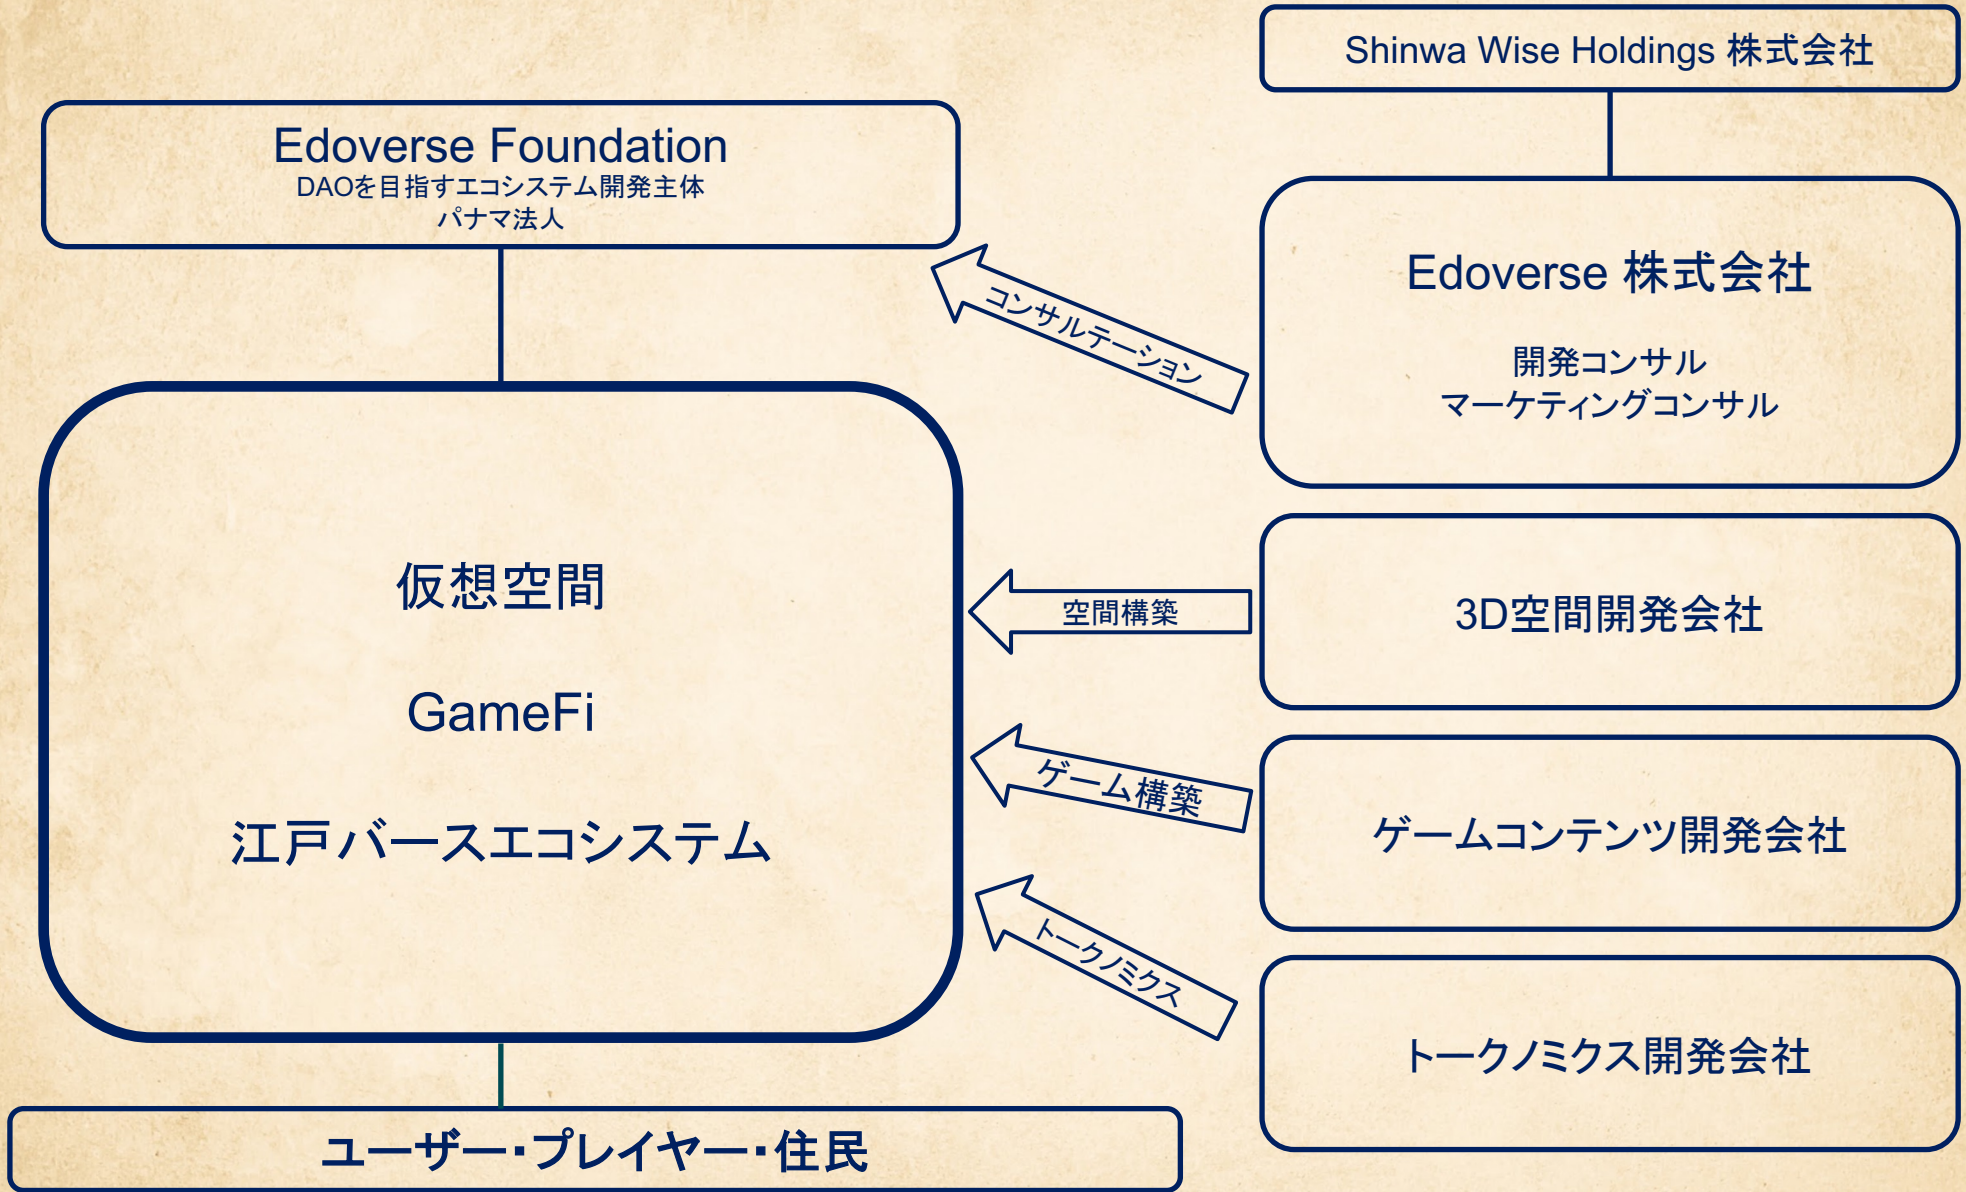 Shinwa Wise Holdings 株式会社
Edoverse Foundation
DAOを目指すエコシステム開発主体
パナマ法人
Edoverse 株式会社
開発コンサル
マーケティングコンサル
コンサルテーション
仮想空間
GameFi
江戸バースエコシステム
空間構築
3D空間開発会社
ゲーム構築
ゲームコンテンツ開発会社
トークノミクス
トークノミクス開発会社
ユーザー・プレイヤー・住民